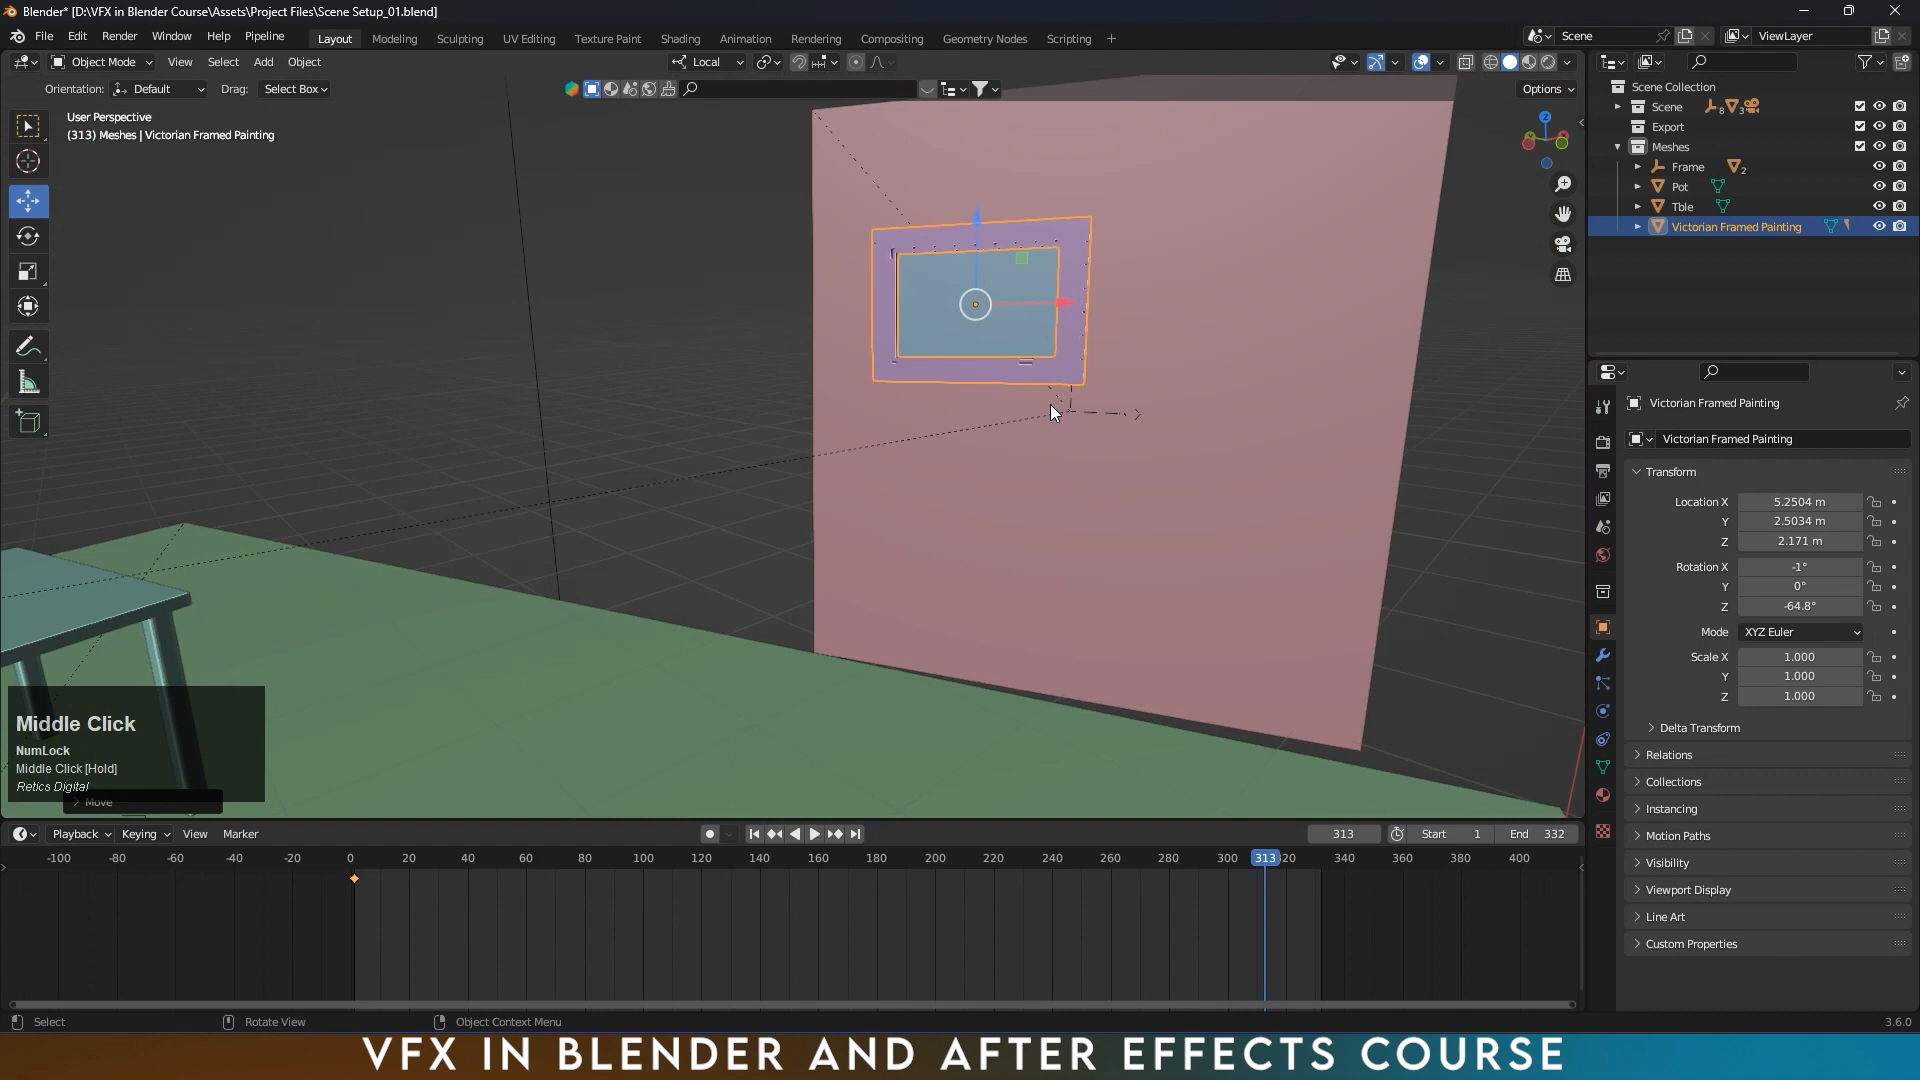 Blender* [D:\VFX in Blender Course\Assets\Project Files\Scene Setup_01.blend]
File Edit Render Window Help Pipeline Layout Modeling Sculpting UV Editing Texture Paint Shading Animation Rendering Compositing Geometry Nodes Scripting + Scene ViewLayer
Object Mode View Select Add Object Local
Orientation: Default Drag: Select Box Options
User Perspective
(313) Meshes | Victorian Framed Painting
Z
Scene Collection
Scene 8 3
Export
Meshes
Frame 2
Pot
Tble
Victorian Framed Painting
Victorian Framed Painting
Victorian Framed Painting
Transform
Location X 5.2504 m
Y 2.5034 m
Z 2.171 m
Rotation X -1°
Y 0°
Z -64.8°
Mode XYZ Euler
Scale X 1.000
Y 1.000
Z 1.000
Delta Transform
Relations
Collections
Instancing
Motion Paths
Visibility
Viewport Display
Line Art
Custom Properties
Middle Click
NumLock
Middle Click [Hold]
Retics Digital
Move
Playback Keying View Marker 313 Start 1 End 332
-100 -80 -60 -40 -20 0 20 40 60 80 100 120 140 160 180 200 220 240 260 280 300 313 20 340 360 380 400
Select Rotate View Object Context Menu 3.6.0
VFX IN BLENDER AND AFTER EFFECTS COURSE